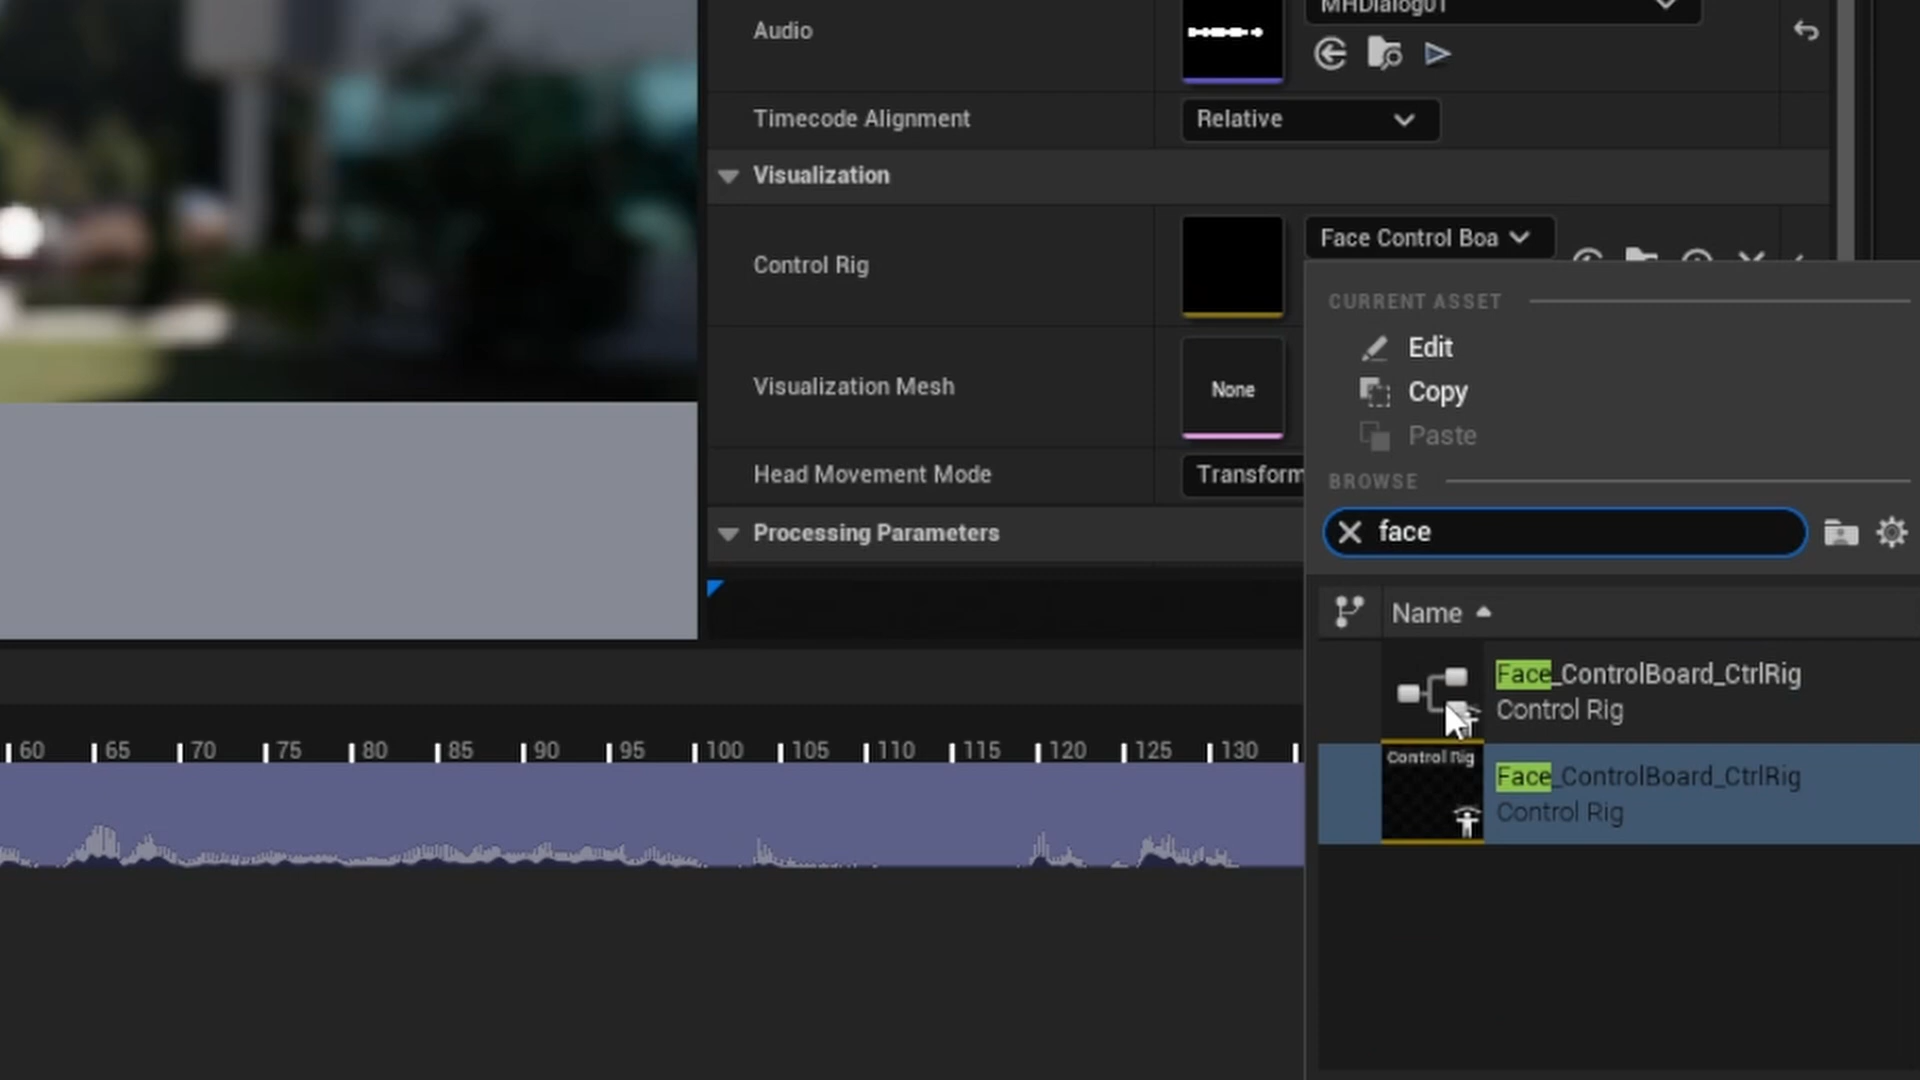 Audio
MHDialog01
Timecode Alignment
Relative
Visualization
Control Rig
Face Control Boa
CURRENT ASSET
Edit
Copy
Paste
Visualization Mesh
None
Head Movement Mode
Transform
BROWSE
face
Processing Parameters
Name
Face_ControlBoard_CtrlRig
Control Rig
Control Rig
Face_ControlBoard_CtrlRig
Control Rig
60 65 70 75 80 85 90 95 100 105 110 115 120 125 130